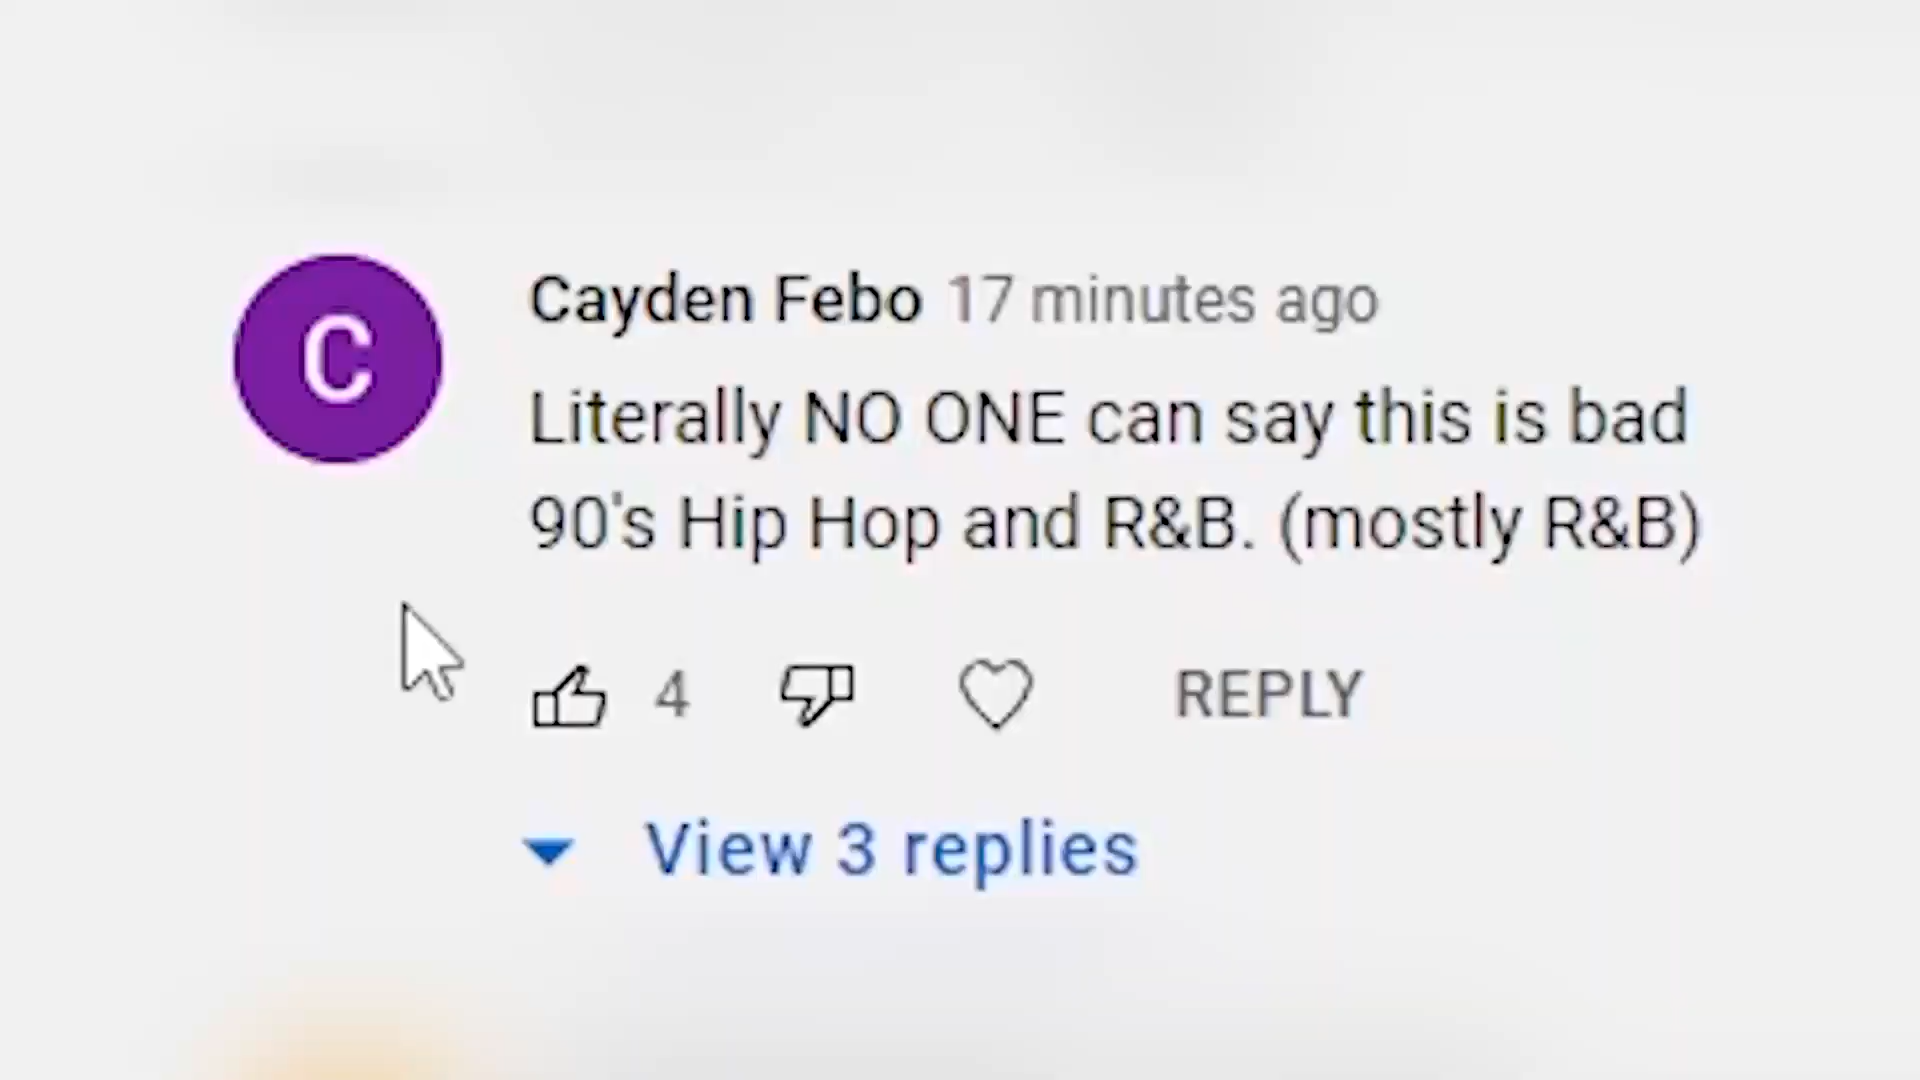 C
Cayden Febo 17 minutes ago
Literally NO ONE can say this is bad
90's Hip Hop and R&B. (mostly R&B)
4 REPLY
View 3 replies